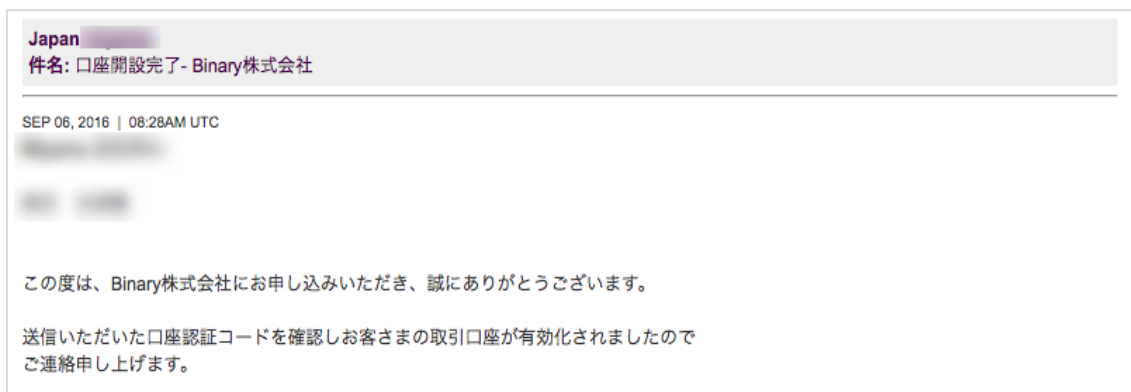 Japan
件名: 口座開設完了- Binary株式会社
SEP 06, 2016 | 08:28AM UTC
この度は、Binary株式会社にお申し込みいただき、誠にありがとうございます。
送信いただいた口座認証コードを確認しお客さまの取引口座が有効化されましたので
ご連絡申し上げます。